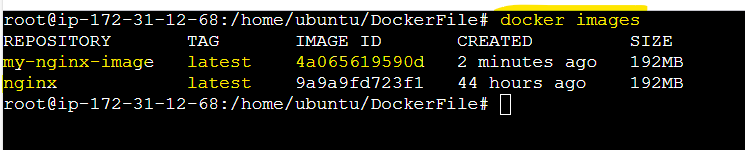 root@ip-172-31-12-68:/home/ubuntu/DockerFile# docker images
REPOSITORY TAG IMAGE ID CREATED SIZE
my-nginx-image latest 4a065619590d 2 minutes ago 192MB
nginx latest 9a9a9fd723f1 44 hours ago 192MB
root@ip-172-31-12-68:/home/ubuntu/DockerFile#